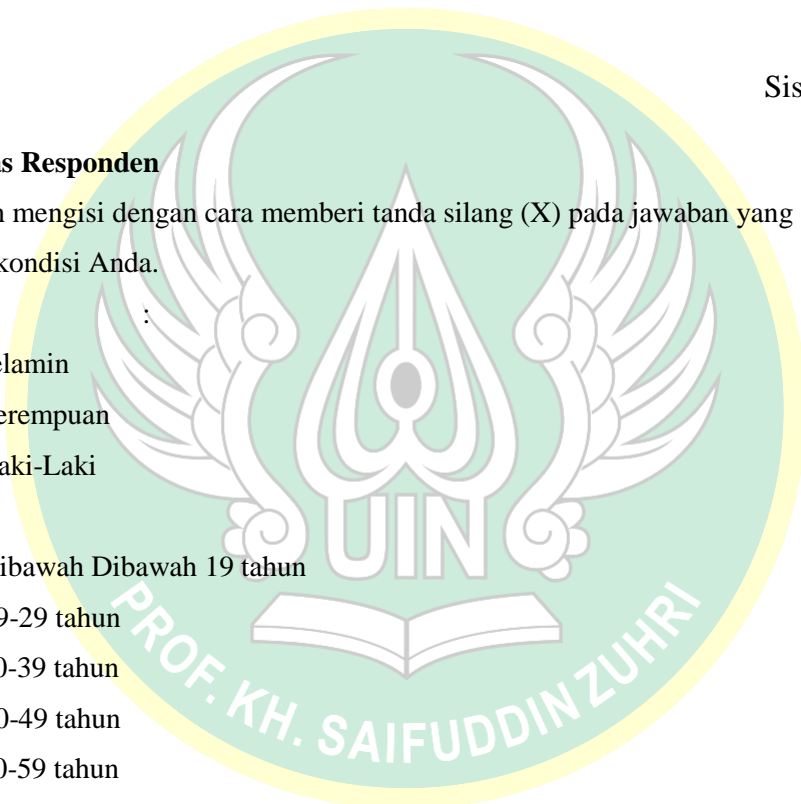 Sis
s Responden
n mengisi dengan cara memberi tanda silang (X) pada jawaban yang
kondisi Anda.
:
elamin
erempuan
aki-Laki
ibawah Dibawah 19 tahun
9-29 tahun
0-39 tahun
0-49 tahun
0-59 tahun
UIN
PROF. KH. SAIFUDDIN ZUHRI